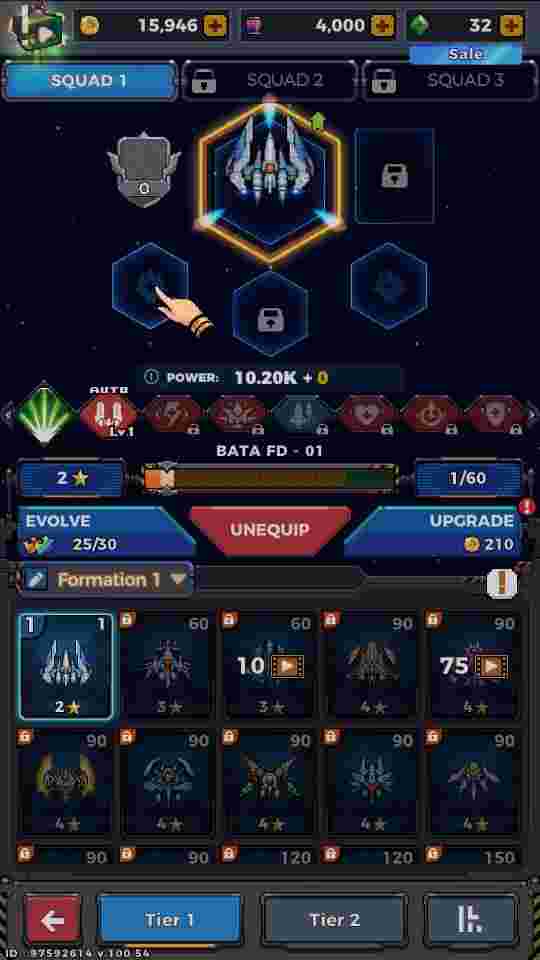 15,946
4,000
32
Sale
SQUAD 1
SQUAD 2
SQUAD 3
0
POWER: 10.20K + 0
AUTO
Lv 1
BATA FD - 01
2
1/60
EVOLVE
25/30
UNEQUIP
UPGRADE
210
Formation 1
1 1
60
60
90
90
10
75
2
3
3
4
4
90
90
90
90
90
4
4
4
4
4
90
90
120
120
150
Tier 1
Tier 2
ID : 97592614 v.100.54